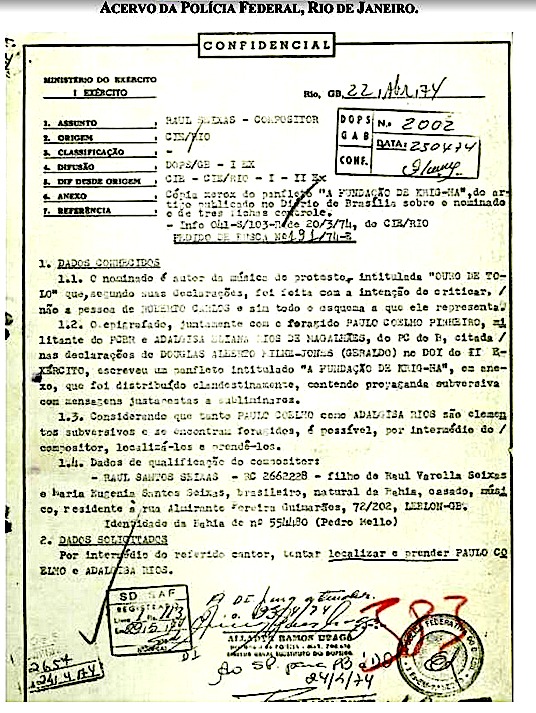 ACERVO DA POLÍCIA FEDERAL, RIO DE JANEIRO.
CONFIDENCIAL
MINISTÉRIO DO EXÉRCITO
I EXÉRCITO
Rio, GB, 22, Abr, 74
1. ASSUNTO : RAUL SEIXAS - COMPOSITOR
2. ORIGEM : CIE/RIO
3. CLASSIFICAÇÃO : -
4. DIFUSÃO : DOPS/GB - I EX
5. DIF DESDE ORIGEM : CIE - CIE/RIO - I - II Ex
6. ANEXO : Cópia xerox do panfleto "A FUNDAÇÃO DE KRIG-HA", do ar-
tigo publicado no Diário de Brasília sobre o nominado
e de três fichas controle.
7. REFERÊNCIA : - Info 041-S/103- de 20/3/74, do CIE/RIO
DOPS
GAB
CONF.
N.o 2002
DATA: 250474
PEDIDO DE BUSCA Nº 191/74-
1. DADOS CONHECIDOS
1.1. O nominado é autor da música de protesto, intitulada "OURO DE TO-
LO" que, segundo suas declarações, foi feita com a intenção de criticar, /
não a pessoa de ROBERTO CARLOS e sim todo o esquema a que ele representa.
1.2. O epigrafado, juntamente com o foragido PAULO COELHO PINHEIRO, mi
litante do PCBR e ADALGISA ELIANA RIOS DE MAGALHÃES, do PC do B, citada /
nas declarações de DOUGLAS ALBERTO -JONES (GERALDO) no DOI do II E-
XÉRCITO, escreveu um panfleto intitulado "A FUNDAÇÃO DE KRIG-HA", em ane-
xo, que foi distribuído clandestinamente, contendo propaganda subversiva
com mensagens justapostas a subliminares.
1.3. Considerando que tanto PAULO COELHO como ADALGISA RIOS são elemen
tos subversivos e se encontram foragidos, é possível, por intermédio do /
compositor, localizá-los e prendê-los.
1.4. Dados de qualificação do compositor:
- RAUL SANTOS SEIXAS - RG 2662228 - filho de Raul Varella Seixas
e Maria Eugenia Santos Seixas, brasileiro, natural da Bahia, casado, músi
co, residente à rua Almirante Pereira Guimarães, 72/202, LEBLON-GB.
Identidade da Bahia de nº 554480 (Pedro Mello)
2. DADOS SOLICITADOS
Por intermédio do referido cantor, tentar localizar e prender PAULO CO
ELHO e ADALGISA RIOS.
SD SAF
383
24/4/74
2654